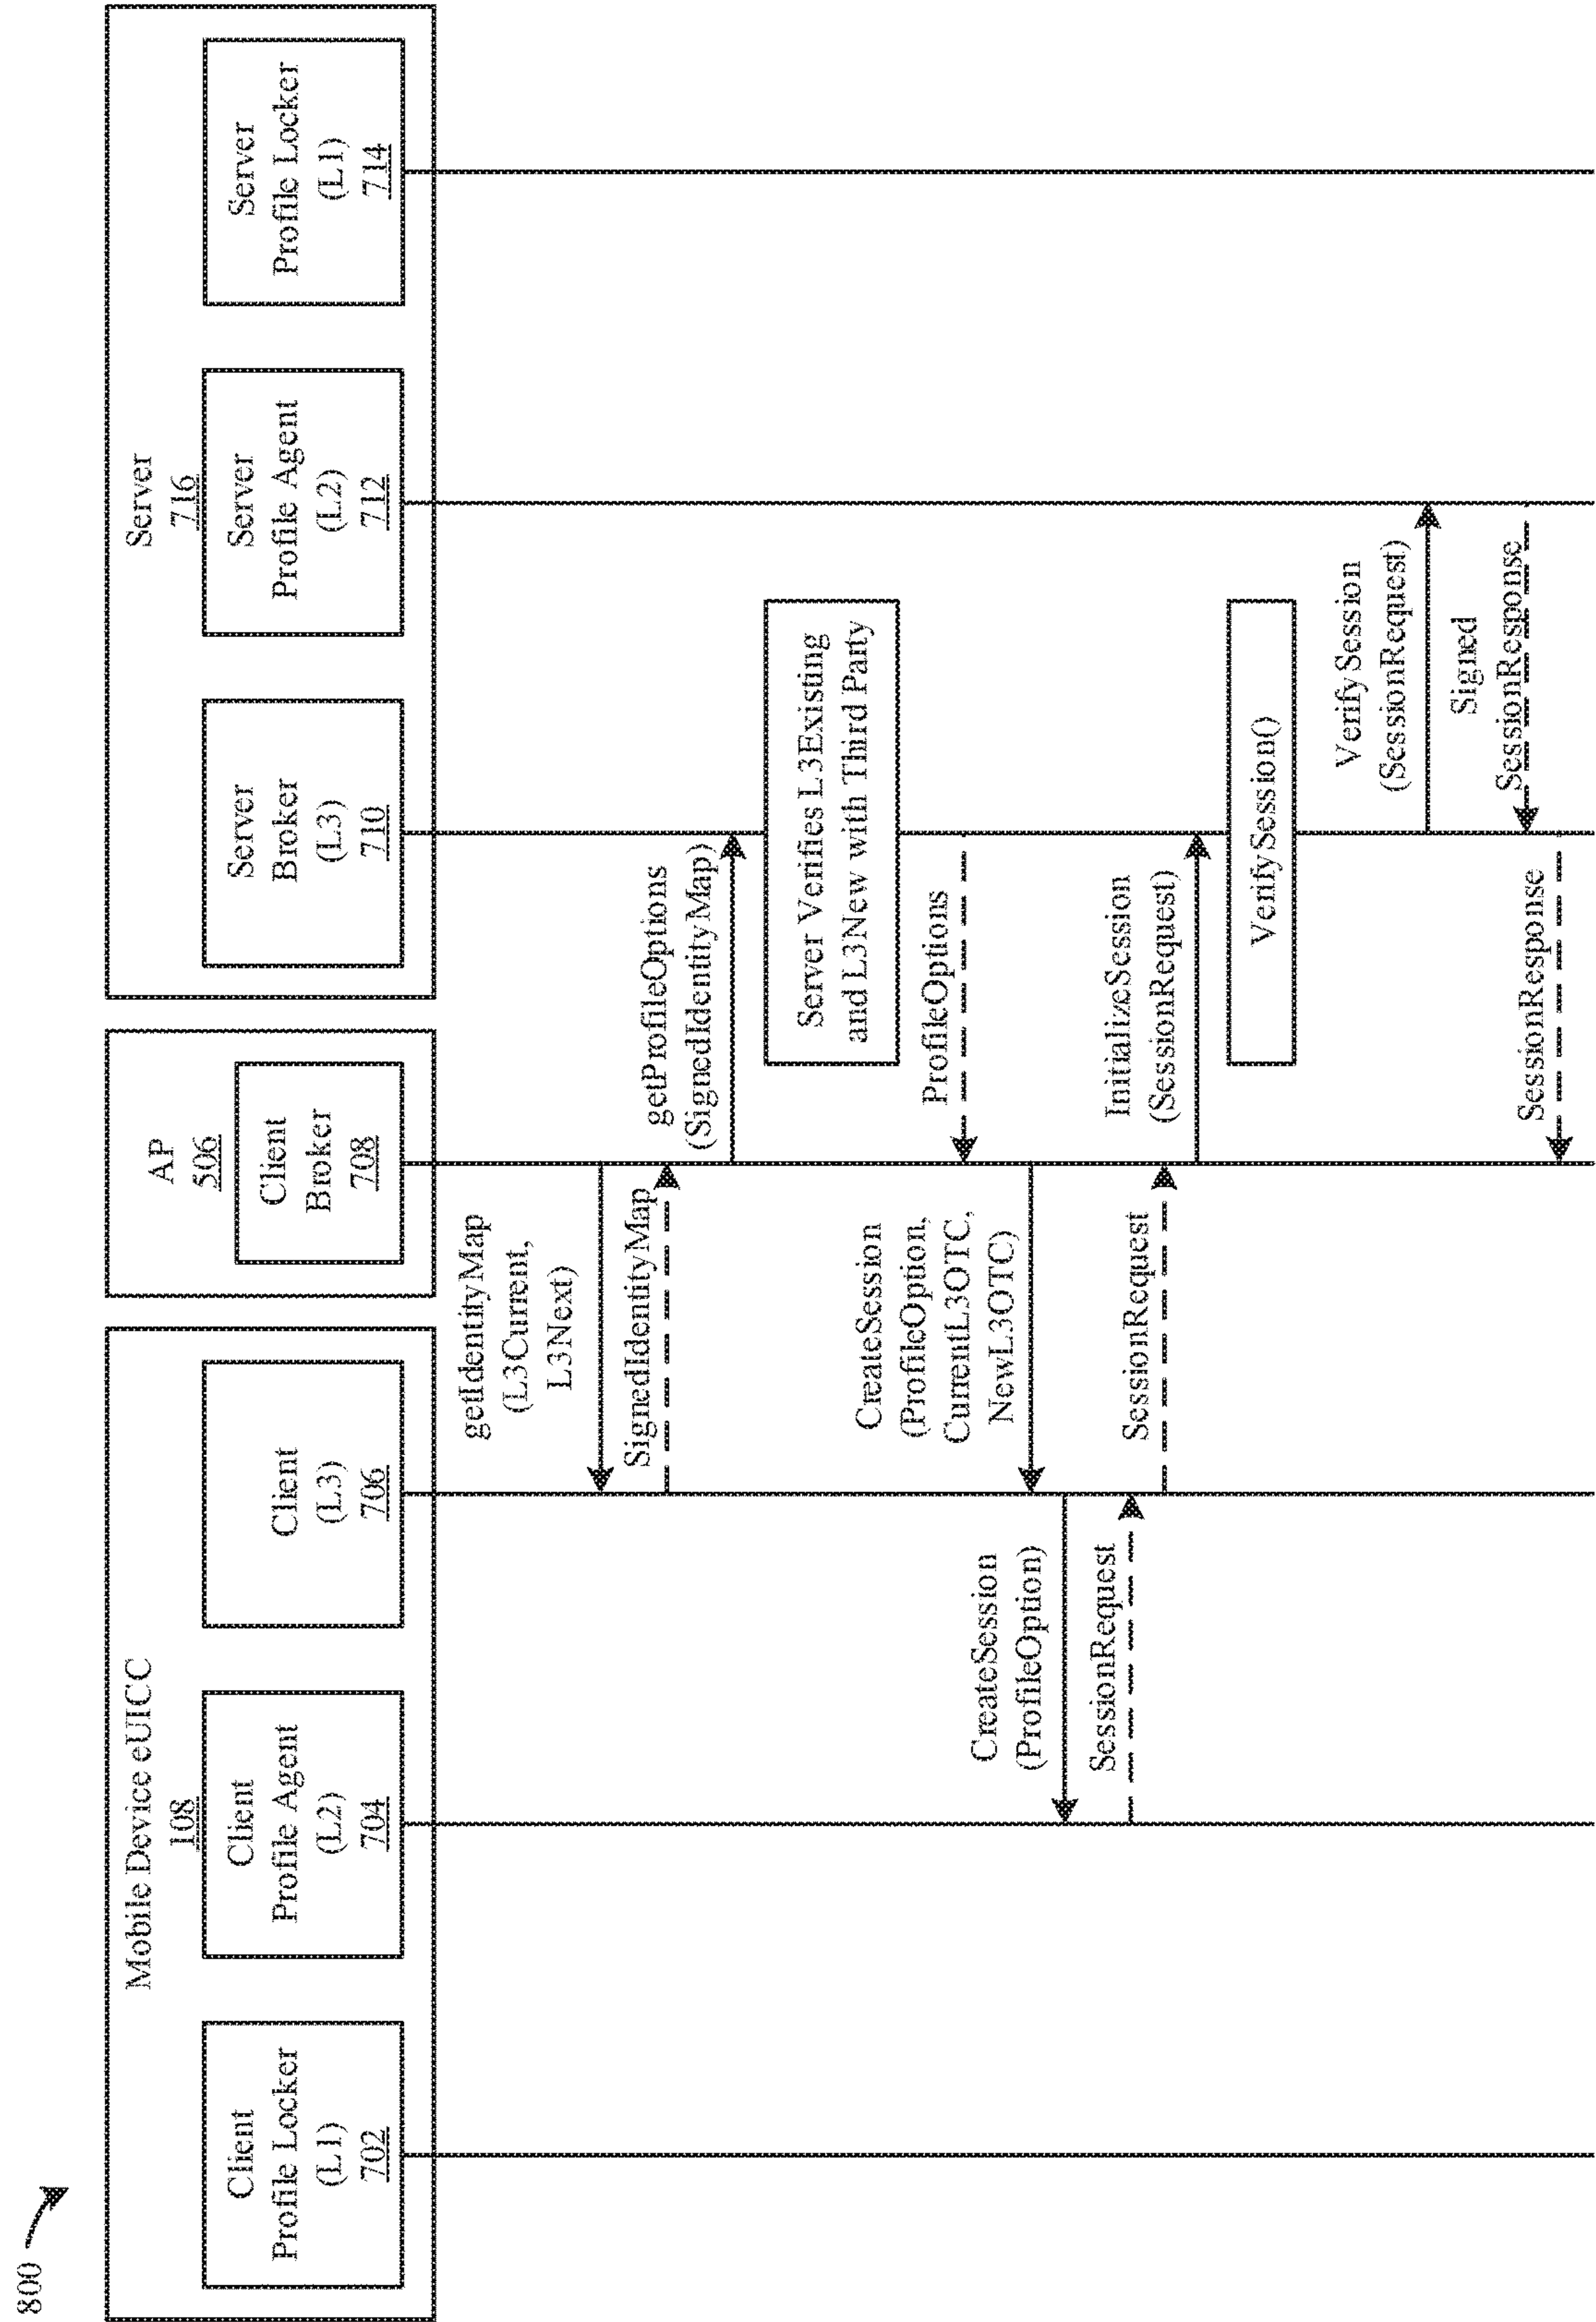 800
Mobile Device eUICC
108
Client
Profile Locker
(L1)
702
Client
Profile Agent
(L2)
704
Client
(L3)
706
AP
506
Client
Broker
708
Server
716
Server
Broker
(L3)
710
Server
Profile Agent
(L2)
712
Server
Profile Locker
(L1)
714
getIdentityMap
(L3Current,
L3Next)
SignedIdentityMap
getProfileOptions
(SignedIdentityMap)
Server Verifies L3Existing
and L3New with Third Party
ProfileOptions
CreateSession
(ProfileOption,
CurrentL3OTC,
NewL3OTC)
CreateSession
(ProfileOption)
SessionRequest
SessionRequest
InitializeSession
(SessionRequest)
VerifySession()
VerifySession
(SessionRequest)
Signed
SessionResponse
SessionResponse